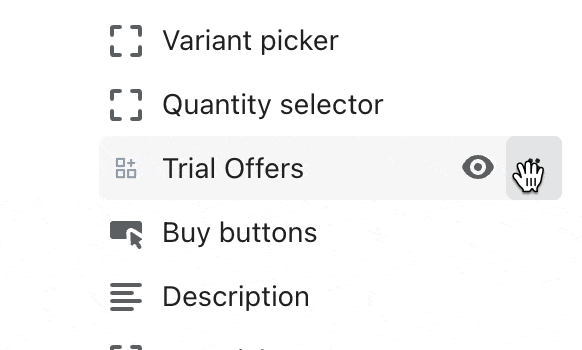 Variant picker
Quantity selector
Trial Offers
Buy buttons
Description